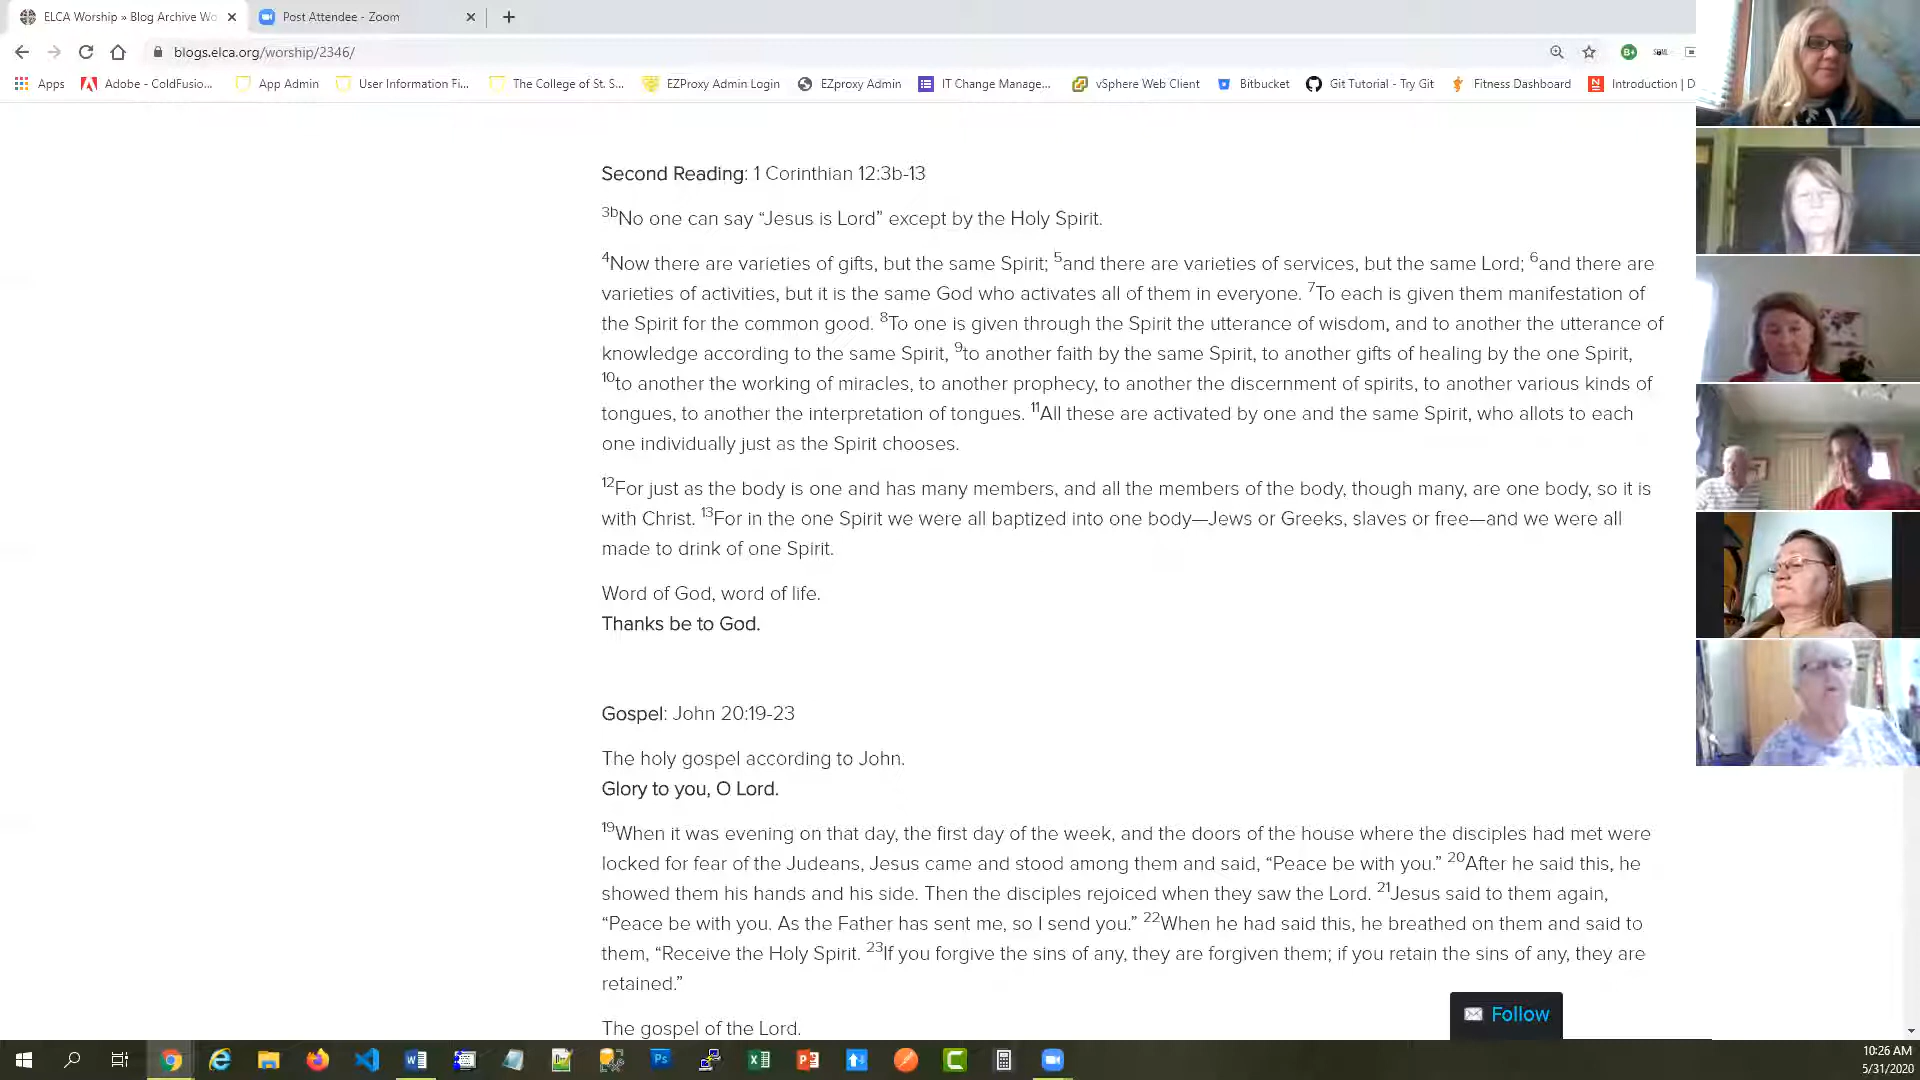 ELCA Worship » Blog Archive Wo
Post Attendee - Zoom
blogs.elca.org/worship/2346/
Apps
Adobe - ColdFusio...
App Admin
User Information Fi...
The College of St. S...
EZProxy Admin Login
EZproxy Admin
IT Change Manage...
vSphere Web Client
Bitbucket
Git Tutorial - Try Git
Fitness Dashboard
Introduction | D
Second Reading: 1 Corinthian 12:3b-13
3bNo one can say “Jesus is Lord” except by the Holy Spirit.
4Now there are varieties of gifts, but the same Spirit; 5and there are varieties of services, but the same Lord; 6and there are
varieties of activities, but it is the same God who activates all of them in everyone. 7To each is given them manifestation of
the Spirit for the common good. 8To one is given through the Spirit the utterance of wisdom, and to another the utterance of
knowledge according to the same Spirit, 9to another faith by the same Spirit, to another gifts of healing by the one Spirit,
10to another the working of miracles, to another prophecy, to another the discernment of spirits, to another various kinds of
tongues, to another the interpretation of tongues. 11All these are activated by one and the same Spirit, who allots to each
one individually just as the Spirit chooses.
12For just as the body is one and has many members, and all the members of the body, though many, are one body, so it is
with Christ. 13For in the one Spirit we were all baptized into one body—Jews or Greeks, slaves or free—and we were all
made to drink of one Spirit.
Word of God, word of life.
Thanks be to God.
Gospel: John 20:19-23
The holy gospel according to John.
Glory to you, O Lord.
19When it was evening on that day, the first day of the week, and the doors of the house where the disciples had met were
locked for fear of the Judeans, Jesus came and stood among them and said, “Peace be with you.” 20After he said this, he
showed them his hands and his side. Then the disciples rejoiced when they saw the Lord. 21Jesus said to them again,
“Peace be with you. As the Father has sent me, so I send you.” 22When he had said this, he breathed on them and said to
them, “Receive the Holy Spirit. 23If you forgive the sins of any, they are forgiven them; if you retain the sins of any, they are
retained.”
The gospel of the Lord.
Follow
10:26 AM
5/31/2020